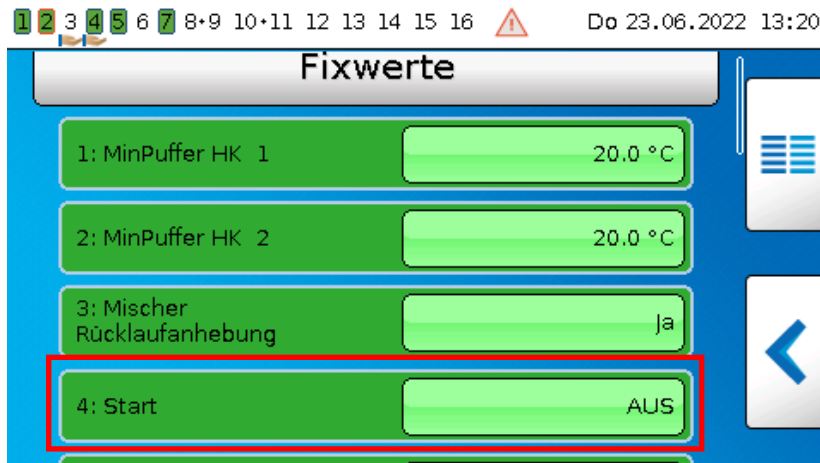 1 2 3 4 5 6 7 8·9 10·11 12 13 14 15 16 Do 23.06.2022 13:20
Fixwerte
1: MinPuffer HK 1 20.0 °C
2: MinPuffer HK 2 20.0 °C
3: Mischer
Rücklaufanhebung Ja
4: Start AUS